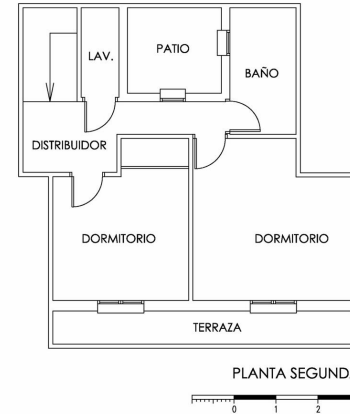 LAV.
PATIO
BAÑO
DISTRIBUIDOR
DORMITORIO
DORMITORIO
TERRAZA
PLANTA SEGUND
0 1 2